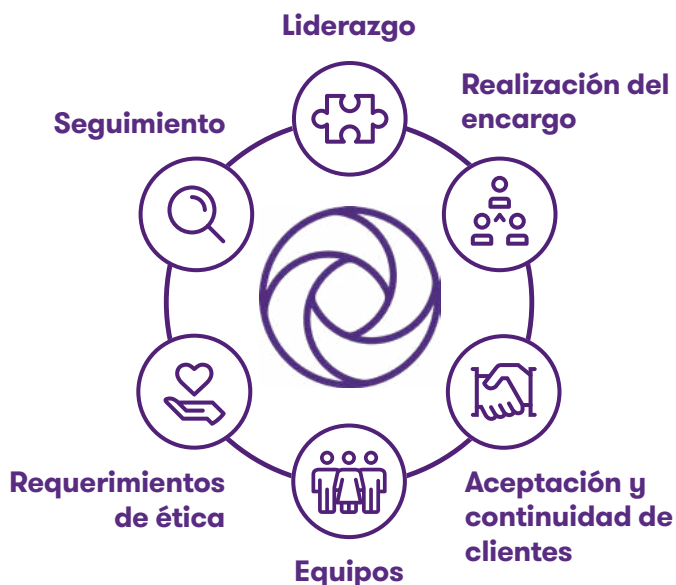 Liderazgo
Realización del
encargo
Seguimiento
Requerimientos
de ética
Aceptación y
continuidad de
clientes
Equipos